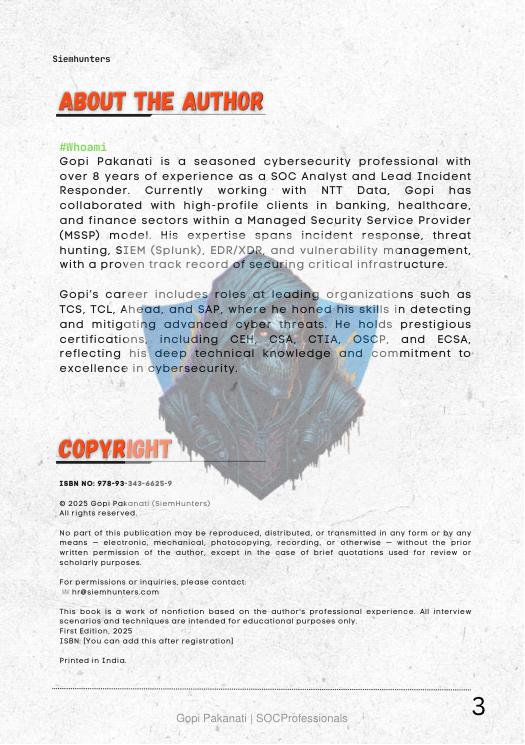 Siemhunters
ABOUT THE AUTHOR
#Whoami
Gopi Pakanati is a seasoned cybersecurity professional with
over 8 years of experience as a SOC Analyst and Lead Incident
Responder. Currently working with NTT Data, Gopi has
collaborated with high-profile clients in banking, healthcare,
and finance sectors within a Managed Security Service Provider
(MSSP) model. His expertise spans incident response, threat
hunting, SIEM (Splunk), EDR/XDR, and vulnerability management,
with a proven track record of securing critical infrastructure.
Gopi's career includes roles at leading organizations such as
TCS, TCL, Ahead, and SAP, where he honed his skills in detecting
and mitigating advanced cyber threats. He holds prestigious
certifications, including CEH, CSA, CTIA, OSCP, and ECSA,
reflecting his deep technical knowledge and commitment to
excellence in cybersecurity.
COPYRIGHT
ISBN NO: 978-93-343-6625-9
© 2025 Gopi Pakanati (SiemHunters)
All rights reserved.
No part of this publication may be reproduced, distributed, or transmitted in any form or by any
means — electronic, mechanical, photocopying, recording, or otherwise — without the prior
written permission of the author, except in the case of brief quotations used for review or
scholarly purposes.
For permissions or inquiries, please contact:
hr@siemhunters.com
This book is a work of nonfiction based on the author's professional experience. All interview
scenarios and techniques are intended for educational purposes only.
First Edition, 2025
ISBN: [You can add this after registration]
Printed in India.
3
Gopi Pakanati | SOCProfessionals